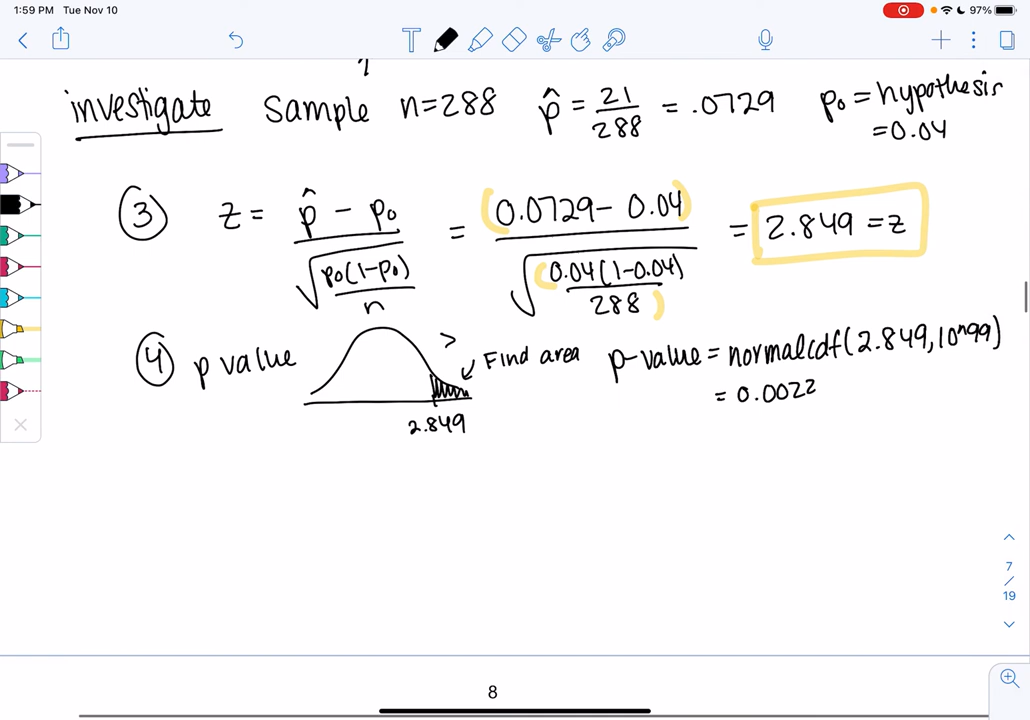 1:59 PM Tue Nov 10
97%
T
investigate Sample n=288 p̂ = 21/288 = .0729 p₀ = hypothesis
=0.04
③ z = (p̂ - p₀)/√(p₀(1-p₀)/n) = (0.0729 - 0.04)/√(0.04(1-0.04)/288) = 2.849 = z
④ p value > Find area p-value = normalcdf(2.849,10^99)
= 0.0022
2.849
7
/
19
8